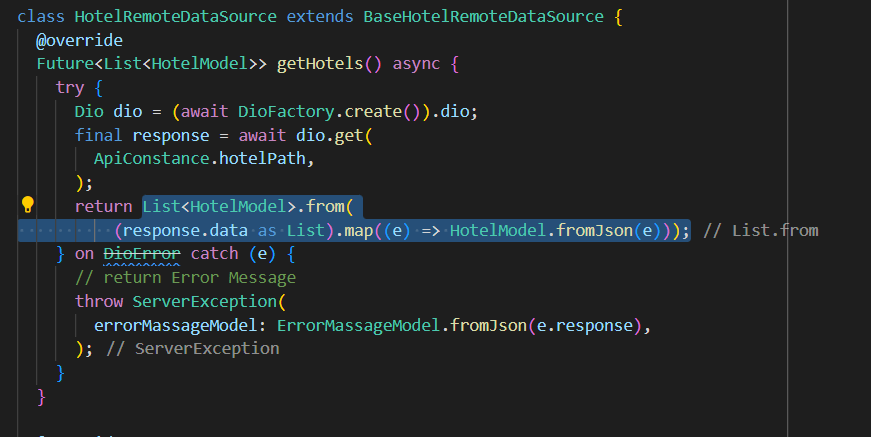 class HotelRemoteDataSource extends BaseHotelRemoteDataSource {
@override
Future<List<HotelModel>> getHotels() async {
try {
Dio dio = (await DioFactory.create()).dio;
final response = await dio.get(
ApiConstance.hotelPath,
);
return List<HotelModel>.from(
(response.data as List).map((e) => HotelModel.fromJson(e))); // List.from
} on DioError catch (e) {
// return Error Message
throw ServerException(
errorMassageModel: ErrorMassageModel.fromJson(e.response),
); // ServerException
}
}